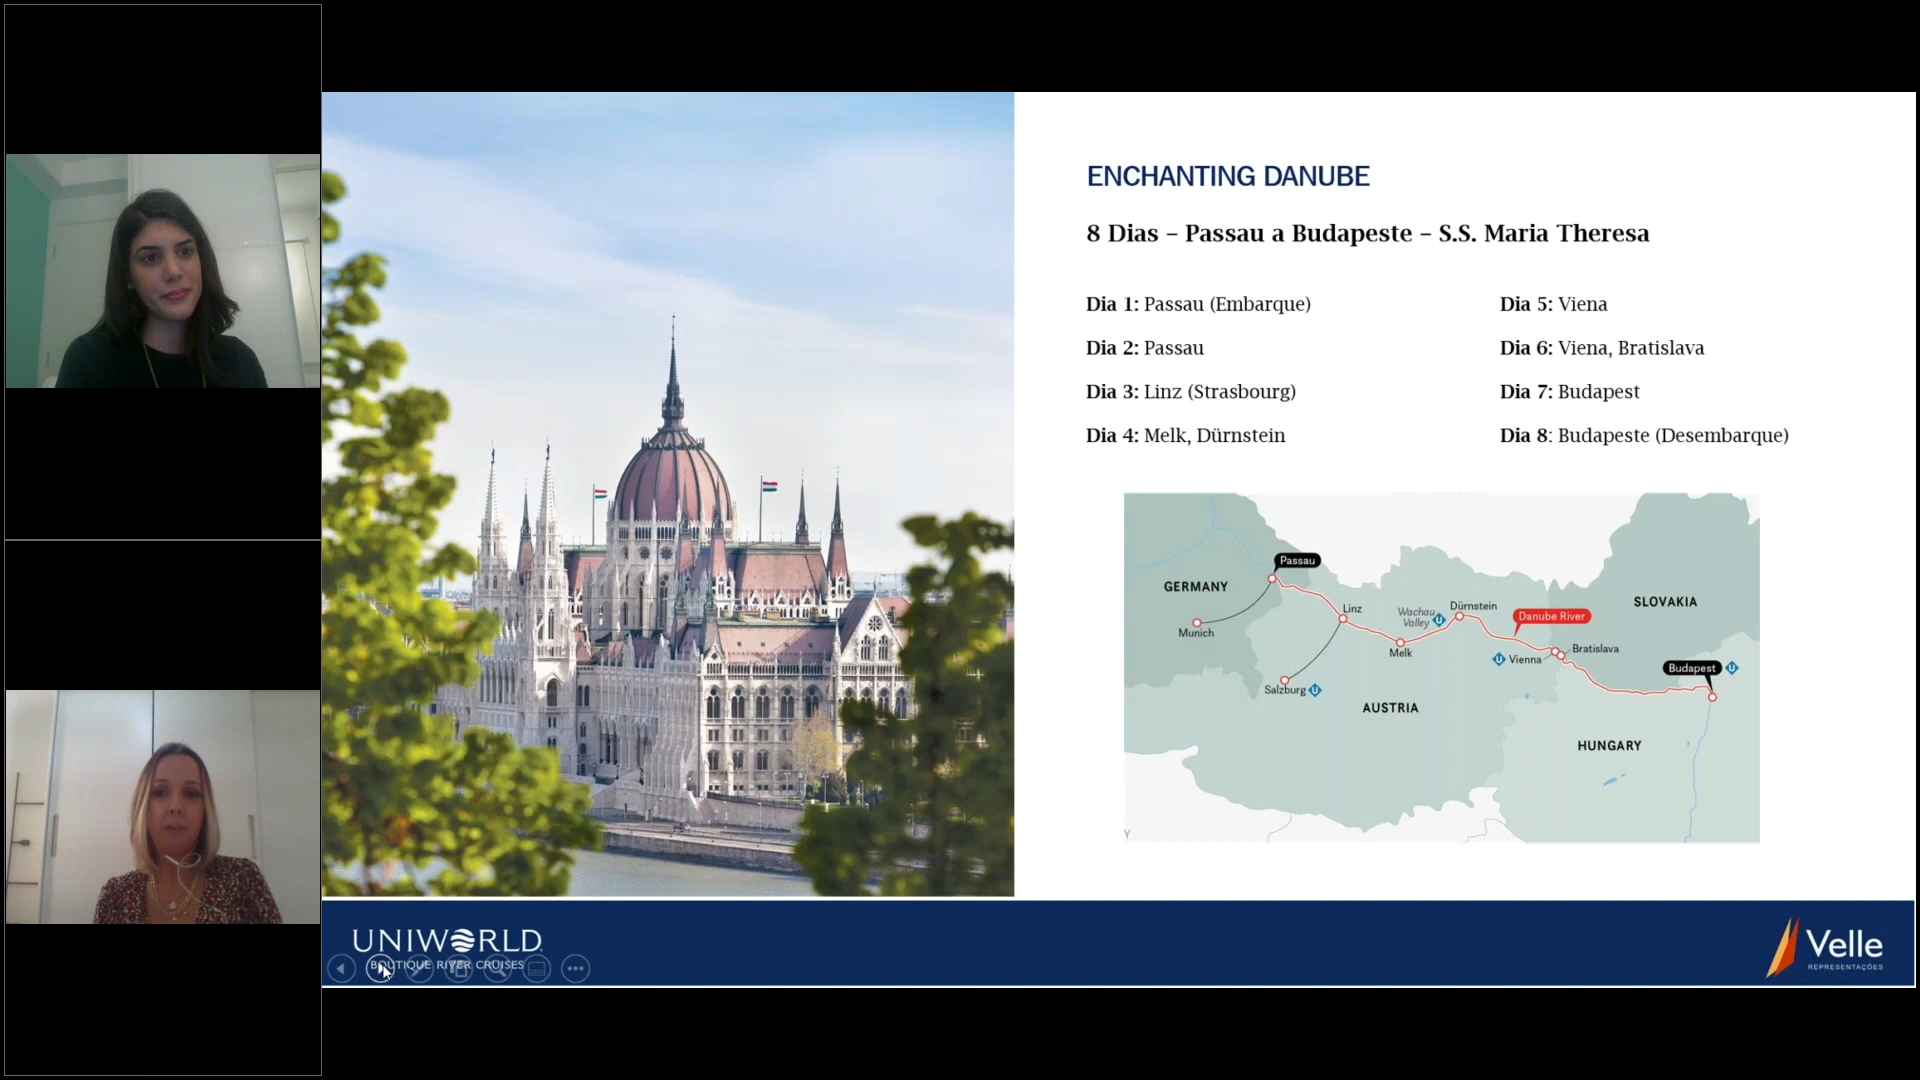 ENCHANTING DANUBE
8 Dias – Passau a Budapeste – S.S. Maria Theresa
Dia 1: Passau (Embarque)
Dia 2: Passau
Dia 3: Linz (Strasbourg)
Dia 4: Melk, Dürnstein
Dia 5: Viena
Dia 6: Viena, Bratislava
Dia 7: Budapest
Dia 8: Budapeste (Desembarque)
Passau
GERMANY
Munich
Linz
Salzburg
U
Wachau
Valley
U
Dürnstein
Melk
Danube River
SLOVAKIA
U
Vienna
Bratislava
Budapest
U
AUSTRIA
HUNGARY
Y
UNIWORLD
BOUTIQUE RIVER CRUISES
Velle
REPRESENTAÇÕES